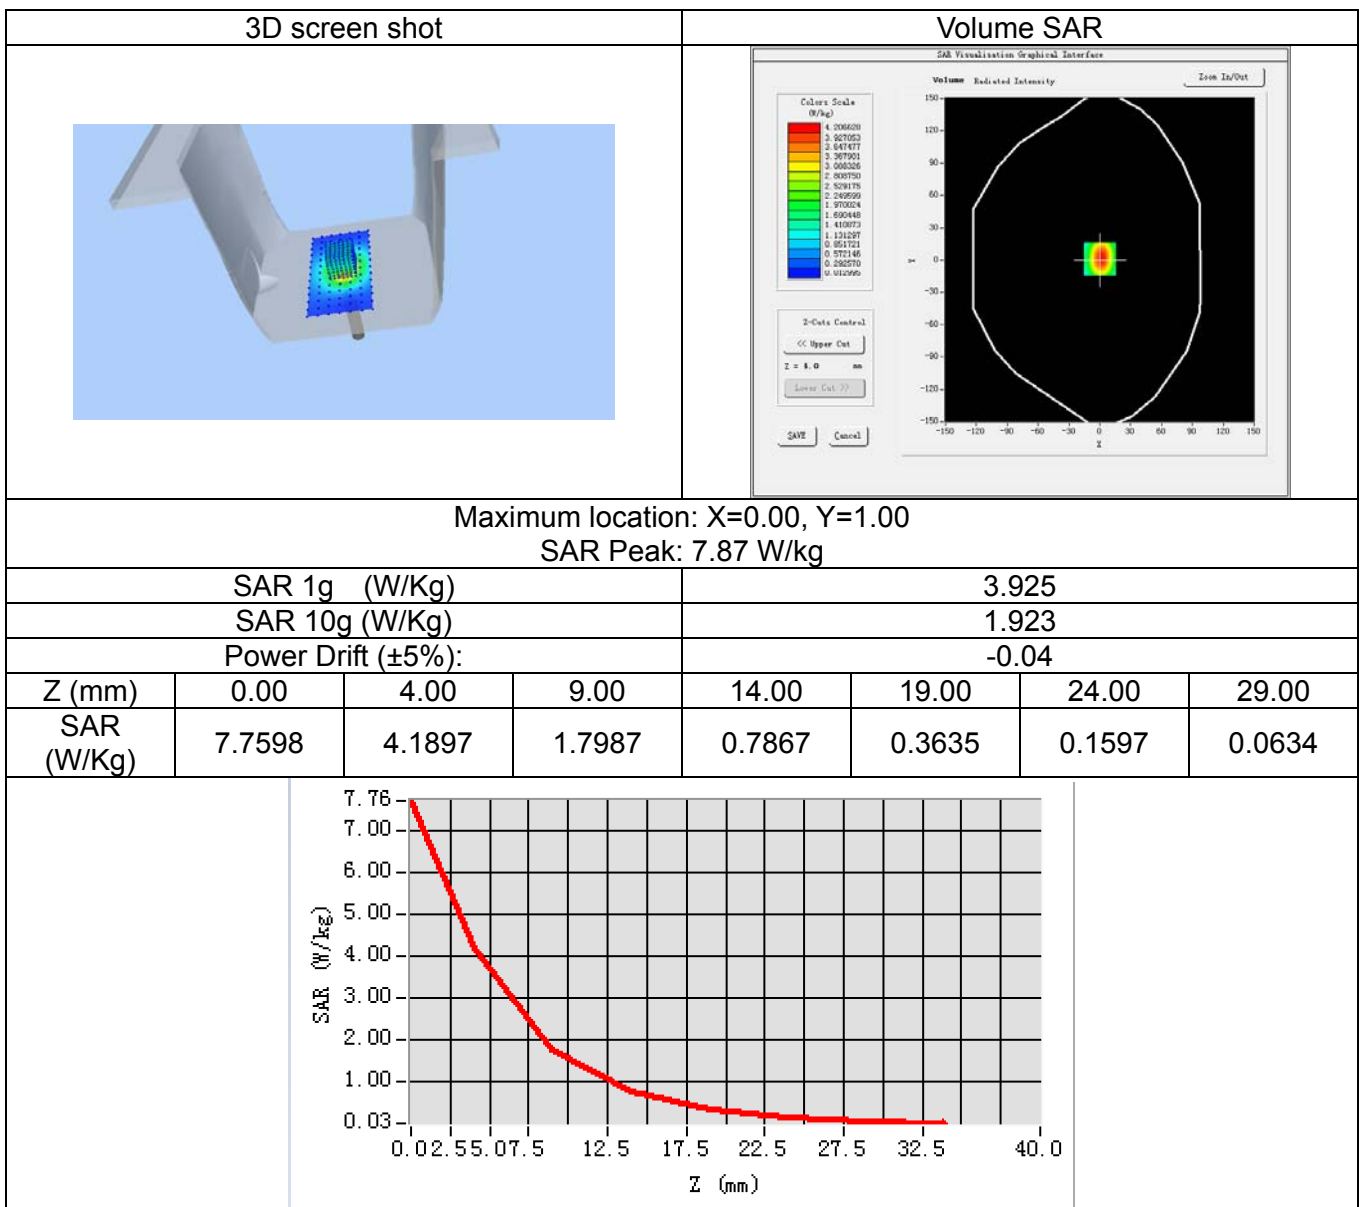 3D screen shot
Volume SAR
SAR Visualisation Graphical Interface
Volume Radiated Intensity
Zoom In/Out
Colors Scale
(W/kg)
4.206628
3.927053
3.647477
3.367901
3.088326
2.808750
2.529175
2.249599
1.970024
1.690448
1.410873
1.131297
0.851721
0.572146
0.292570
0.012995
Z-Cuts Control
<< Upper Cut
Z = 4.0 mm
Lower Cut >>
SAVE
Cancel
150
120
90
60
30
0
-30
-60
-90
-120
-150
Y
-150 -120 -90 -60 -30 0 30 60 90 120 150
X
Maximum location: X=0.00, Y=1.00
SAR Peak: 7.87 W/kg
SAR 1g (W/Kg) 3.925
SAR 10g (W/Kg) 1.923
Power Drift (±5%): -0.04
Z (mm) 0.00 4.00 9.00 14.00 19.00 24.00 29.00
SAR
(W/Kg) 7.7598 4.1897 1.7987 0.7867 0.3635 0.1597 0.0634
7.76
7.00
6.00
5.00
4.00
3.00
2.00
1.00
0.03
SAR (W/kg)
0.0 2.5 5.0 7.5 12.5 17.5 22.5 27.5 32.5 40.0
Z (mm)